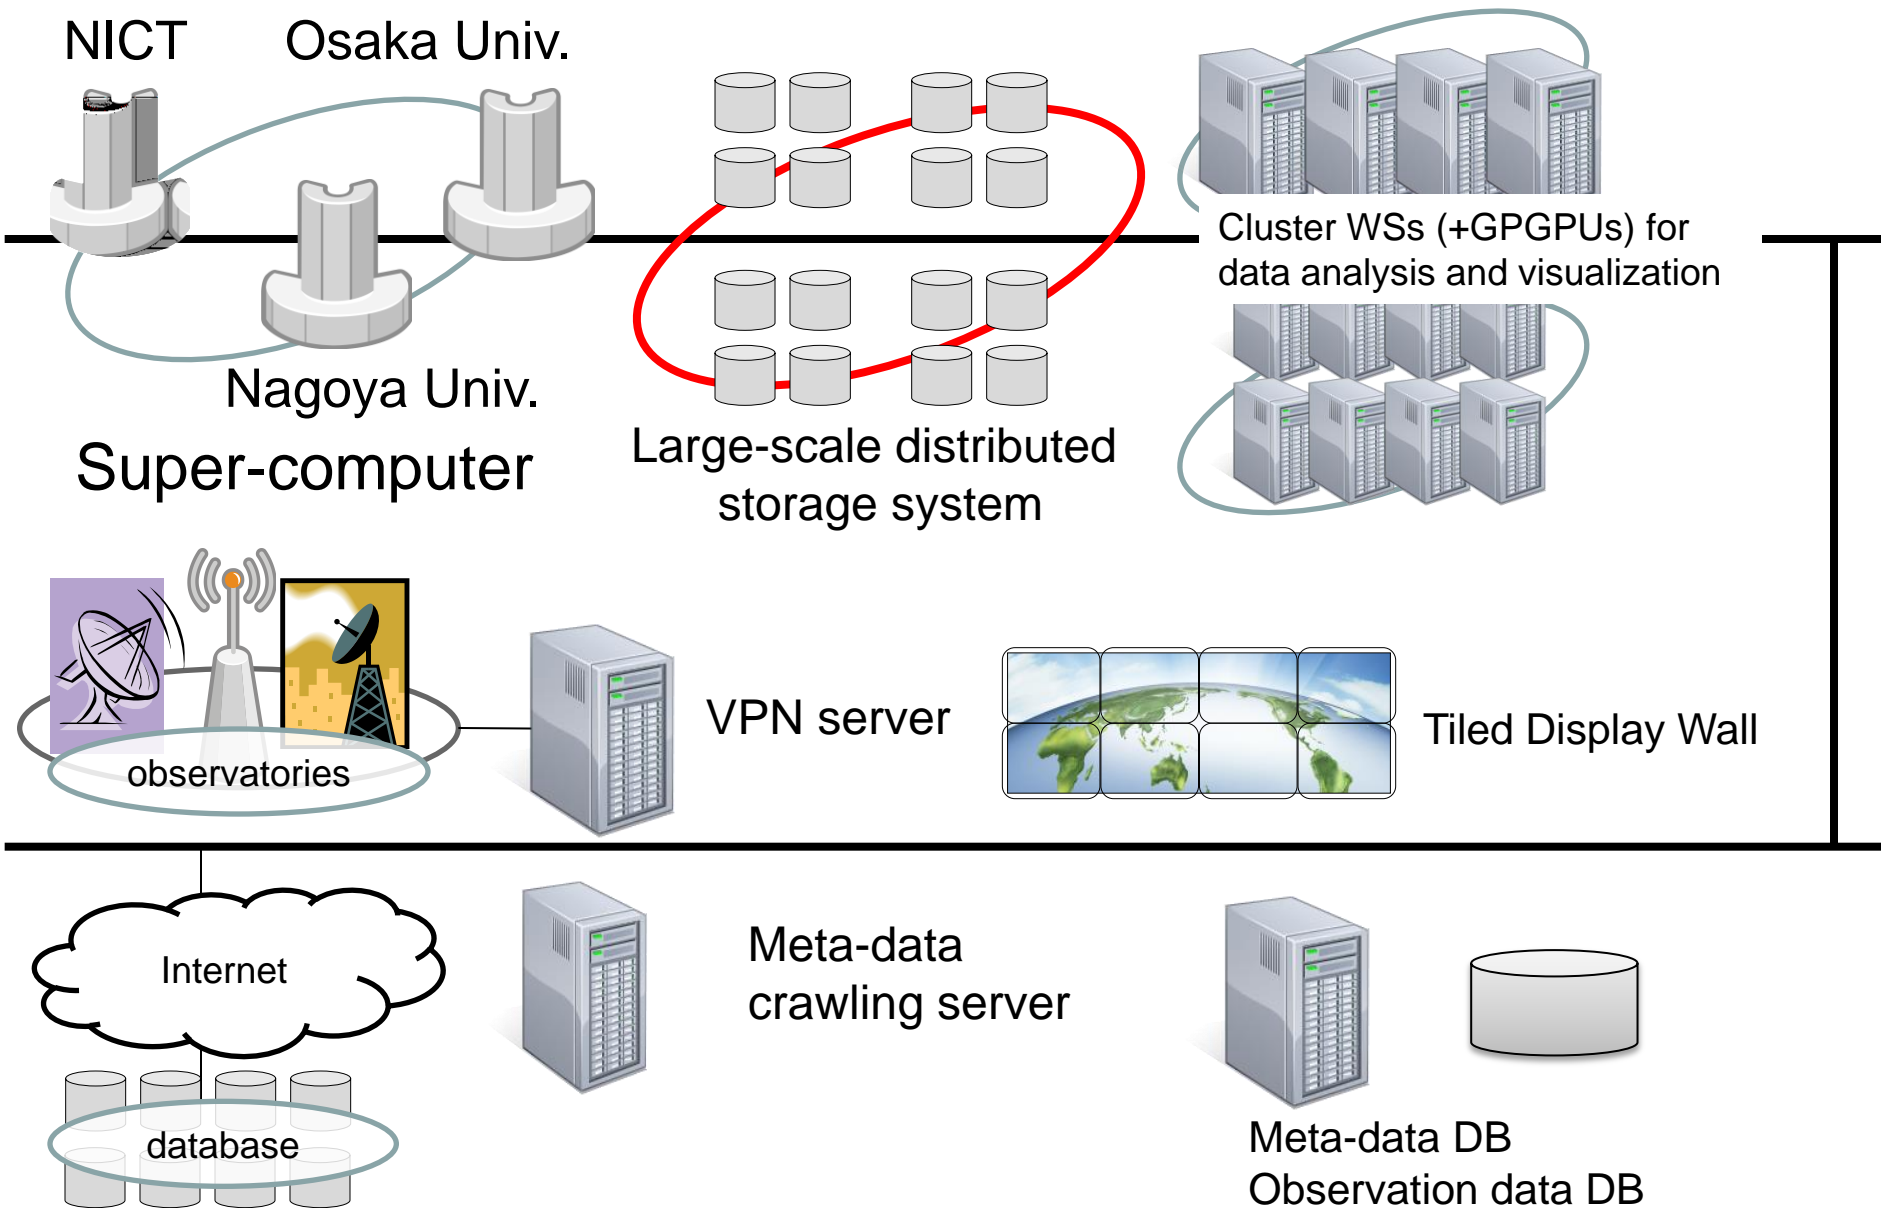 NICT
Osaka Univ.
Nagoya Univ.
Super-computer
Large-scale distributed
storage system
Cluster WSs (+GPGPUs) for
data analysis and visualization
observatories
VPN server
Tiled Display Wall
Internet
database
Meta-data
crawling server
Meta-data DB
Observation data DB